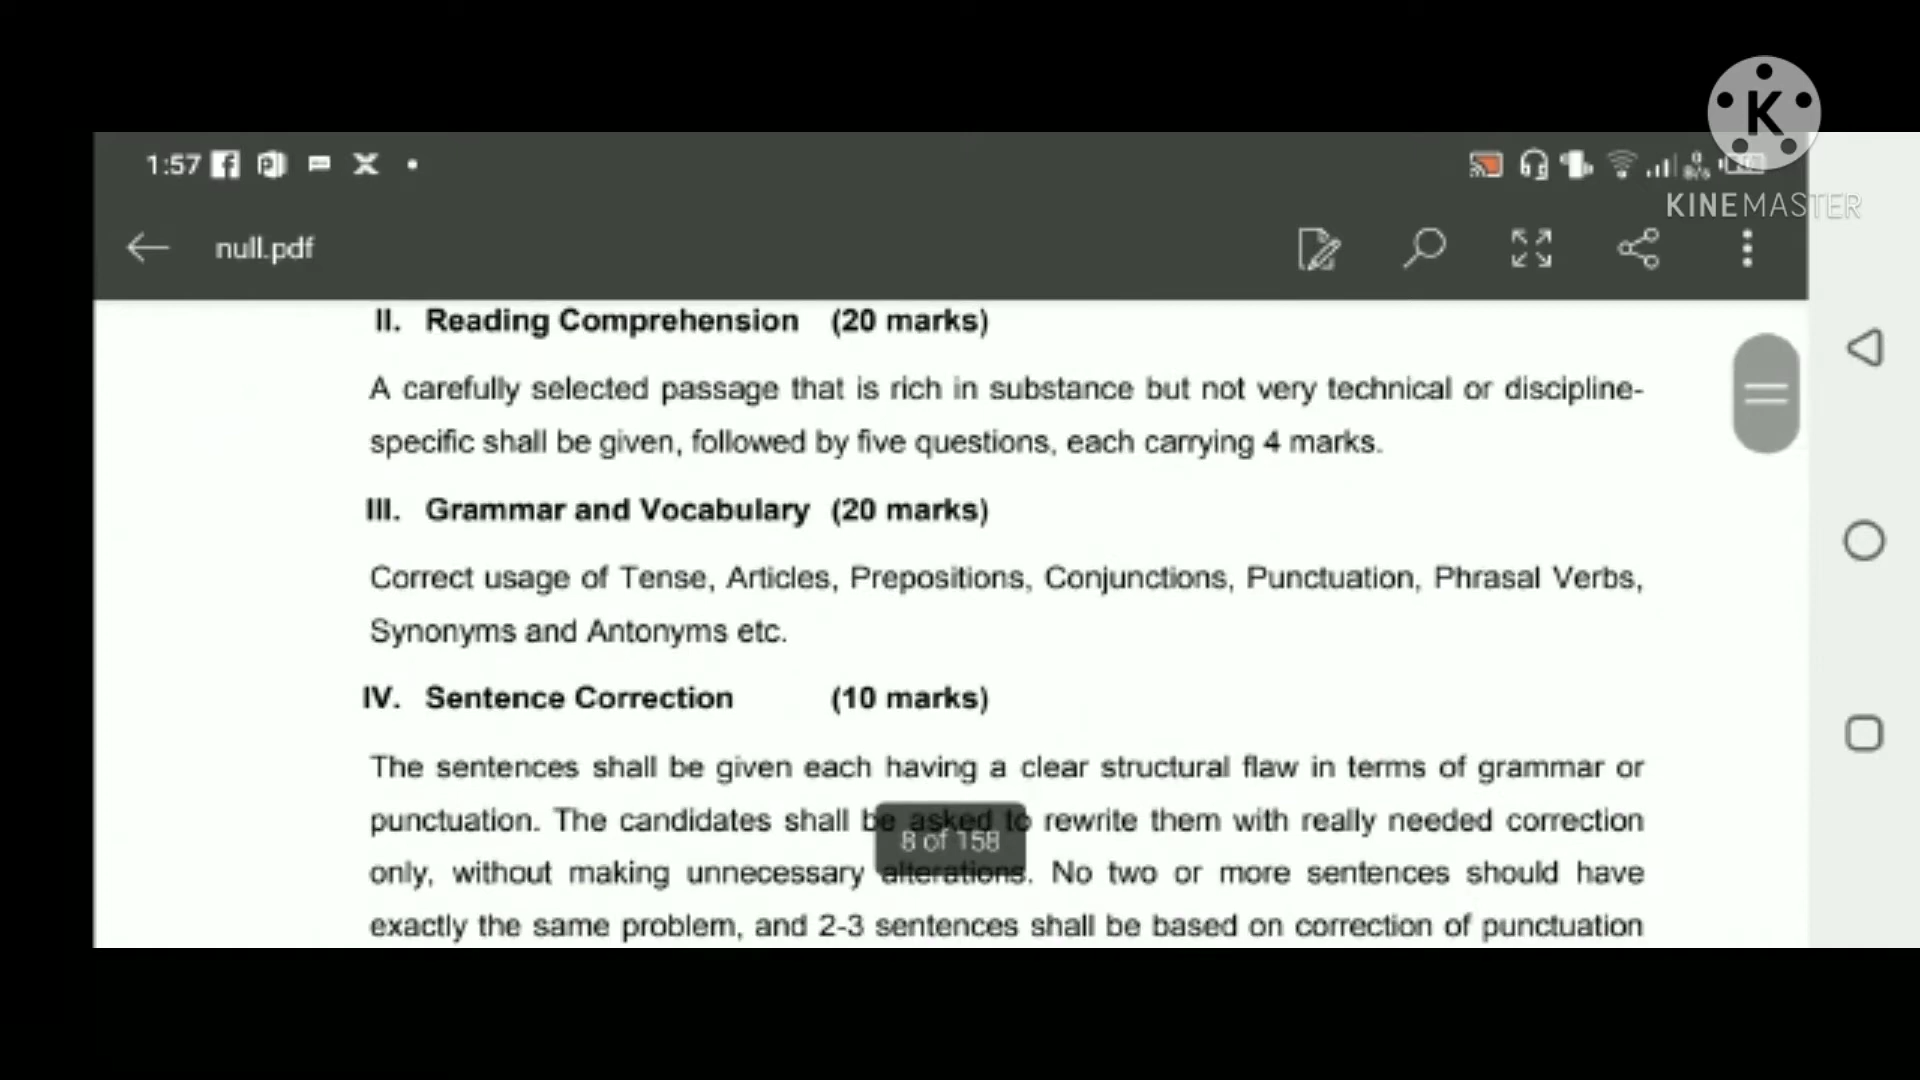 K
KINEMASTER
1:57
null.pdf
II. Reading Comprehension (20 marks)
A carefully selected passage that is rich in substance but not very technical or discipline-
specific shall be given, followed by five questions, each carrying 4 marks.
III. Grammar and Vocabulary (20 marks)
Correct usage of Tense, Articles, Prepositions, Conjunctions, Punctuation, Phrasal Verbs,
Synonyms and Antonyms etc.
IV. Sentence Correction (10 marks)
The sentences shall be given each having a clear structural flaw in terms of grammar or
punctuation. The candidates shall be asked to rewrite them with really needed correction
8 of 158
only, without making unnecessary alterations. No two or more sentences should have
exactly the same problem, and 2-3 sentences shall be based on correction of punctuation